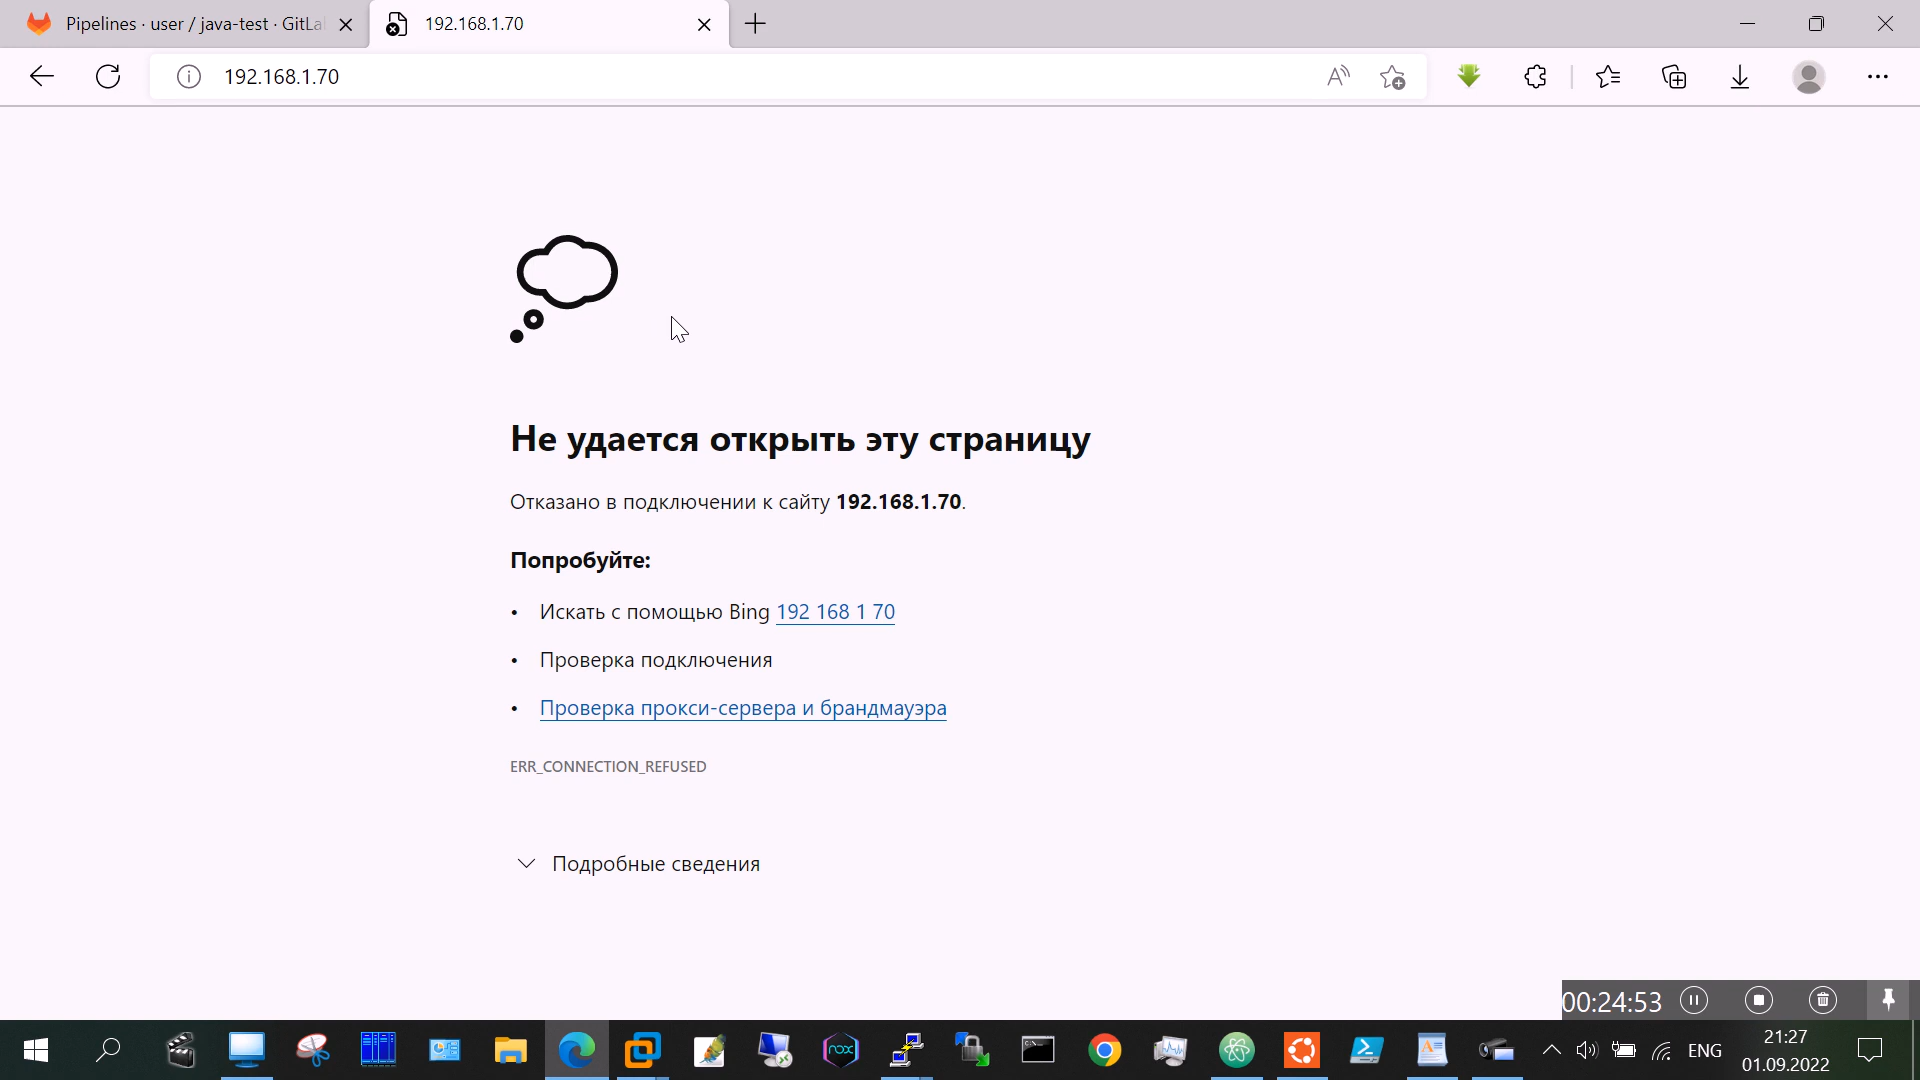 Pipelines · user / java-test · GitLa
192.168.1.70
192.168.1.70
Не удается открыть эту страницу
Отказано в подключении к сайту 192.168.1.70.
Попробуйте:
• Искать с помощью Bing 192 168 1 70
• Проверка подключения
• Проверка прокси-сервера и брандмауэра
ERR_CONNECTION_REFUSED
Подробные сведения
00:24:53
nox
ENG
21:27
01.09.2022